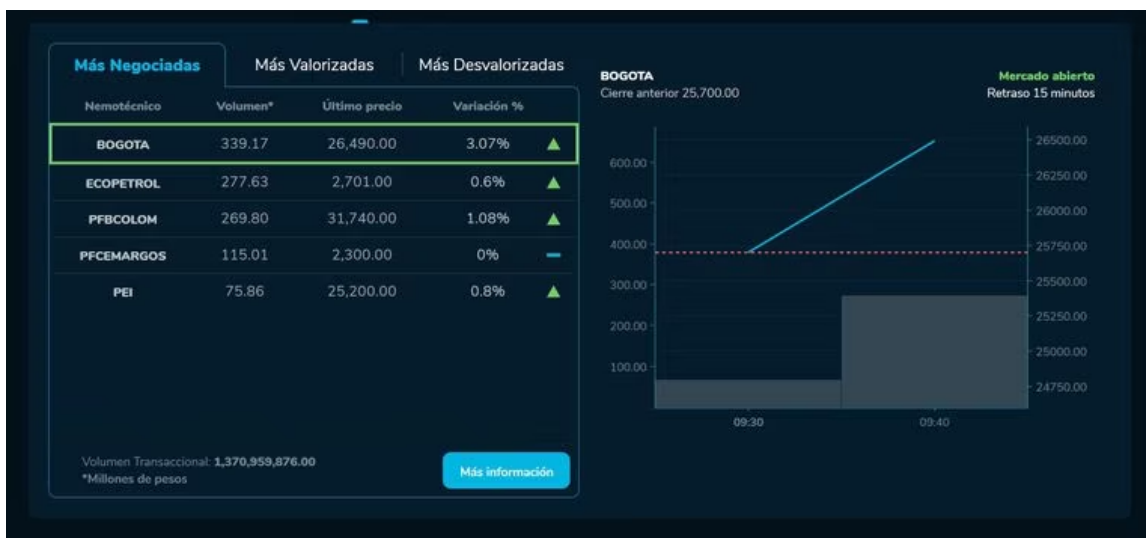 Más Negociadas Más Valorizadas Más Desvalorizadas
Nemotécnico Volumen* Último precio Variación %
BOGOTA 339.17 26,490.00 3.07%
ECOPETROL 277.63 2,701.00 0.6%
PFBCOLOM 269.80 31,740.00 1.08%
PFCEMARGOS 115.01 2,300.00 0%
PEI 75.86 25,200.00 0.8%
Volumen Transaccional: 1,370,959,876.00
*Millones de pesos
Más información
BOGOTA
Cierre anterior 25,700.00
Mercado abierto
Retraso 15 minutos
600.00
500.00
400.00
300.00
200.00
100.00
26500.00
26250.00
26000.00
25750.00
25500.00
25250.00
25000.00
24750.00
09:30 09:40